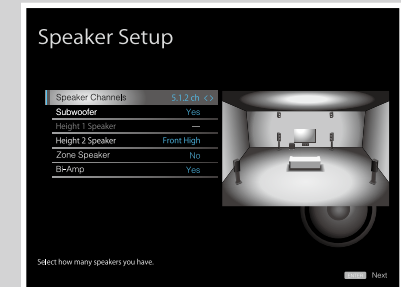 Speaker Setup
Speaker Channels 5.1.2 ch < >
Subwoofer Yes
Height 1 Speaker ---
Height 2 Speaker Front High
Zone Speaker No
Bi-Amp Yes
Select how many speakers you have.
ENTER Next